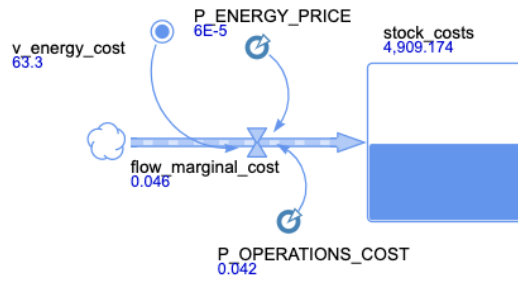 P_ENERGY_PRICE
6E-5
v_energy_cost
63.3
stock_costs
4,909.174
flow_marginal_cost
0.046
P_OPERATIONS_COST
0.042